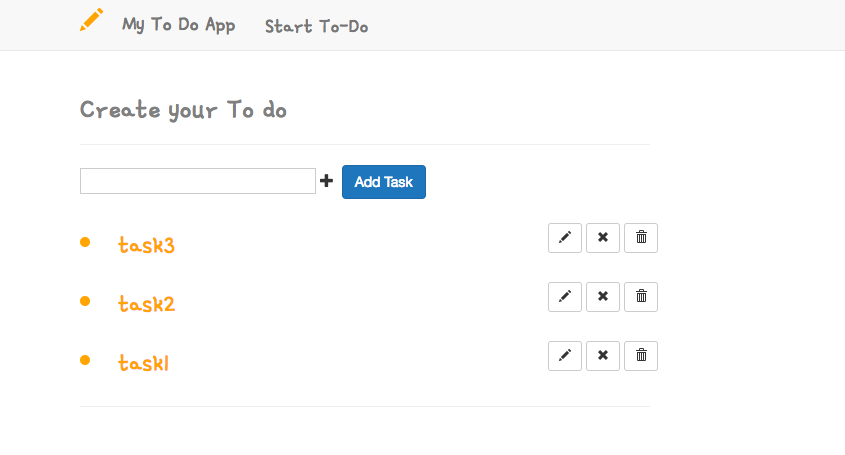 My To Do App Start To-Do
Create your To do
Add Task
task3
task2
task1